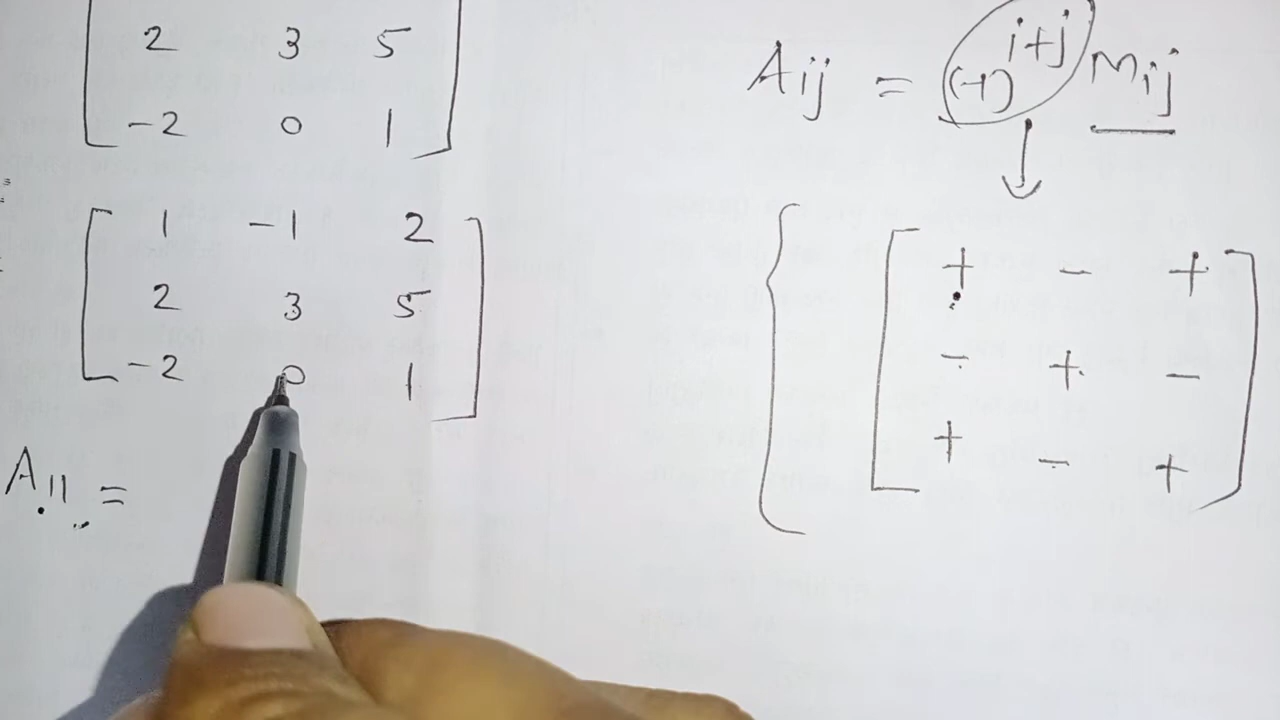 2 3 5
-2 0 1
1 -1 2
2 3 5
-2 0 1
A11 =
Aij = (-1)^{i+j} Mij
+ - +
- + -
+ - +